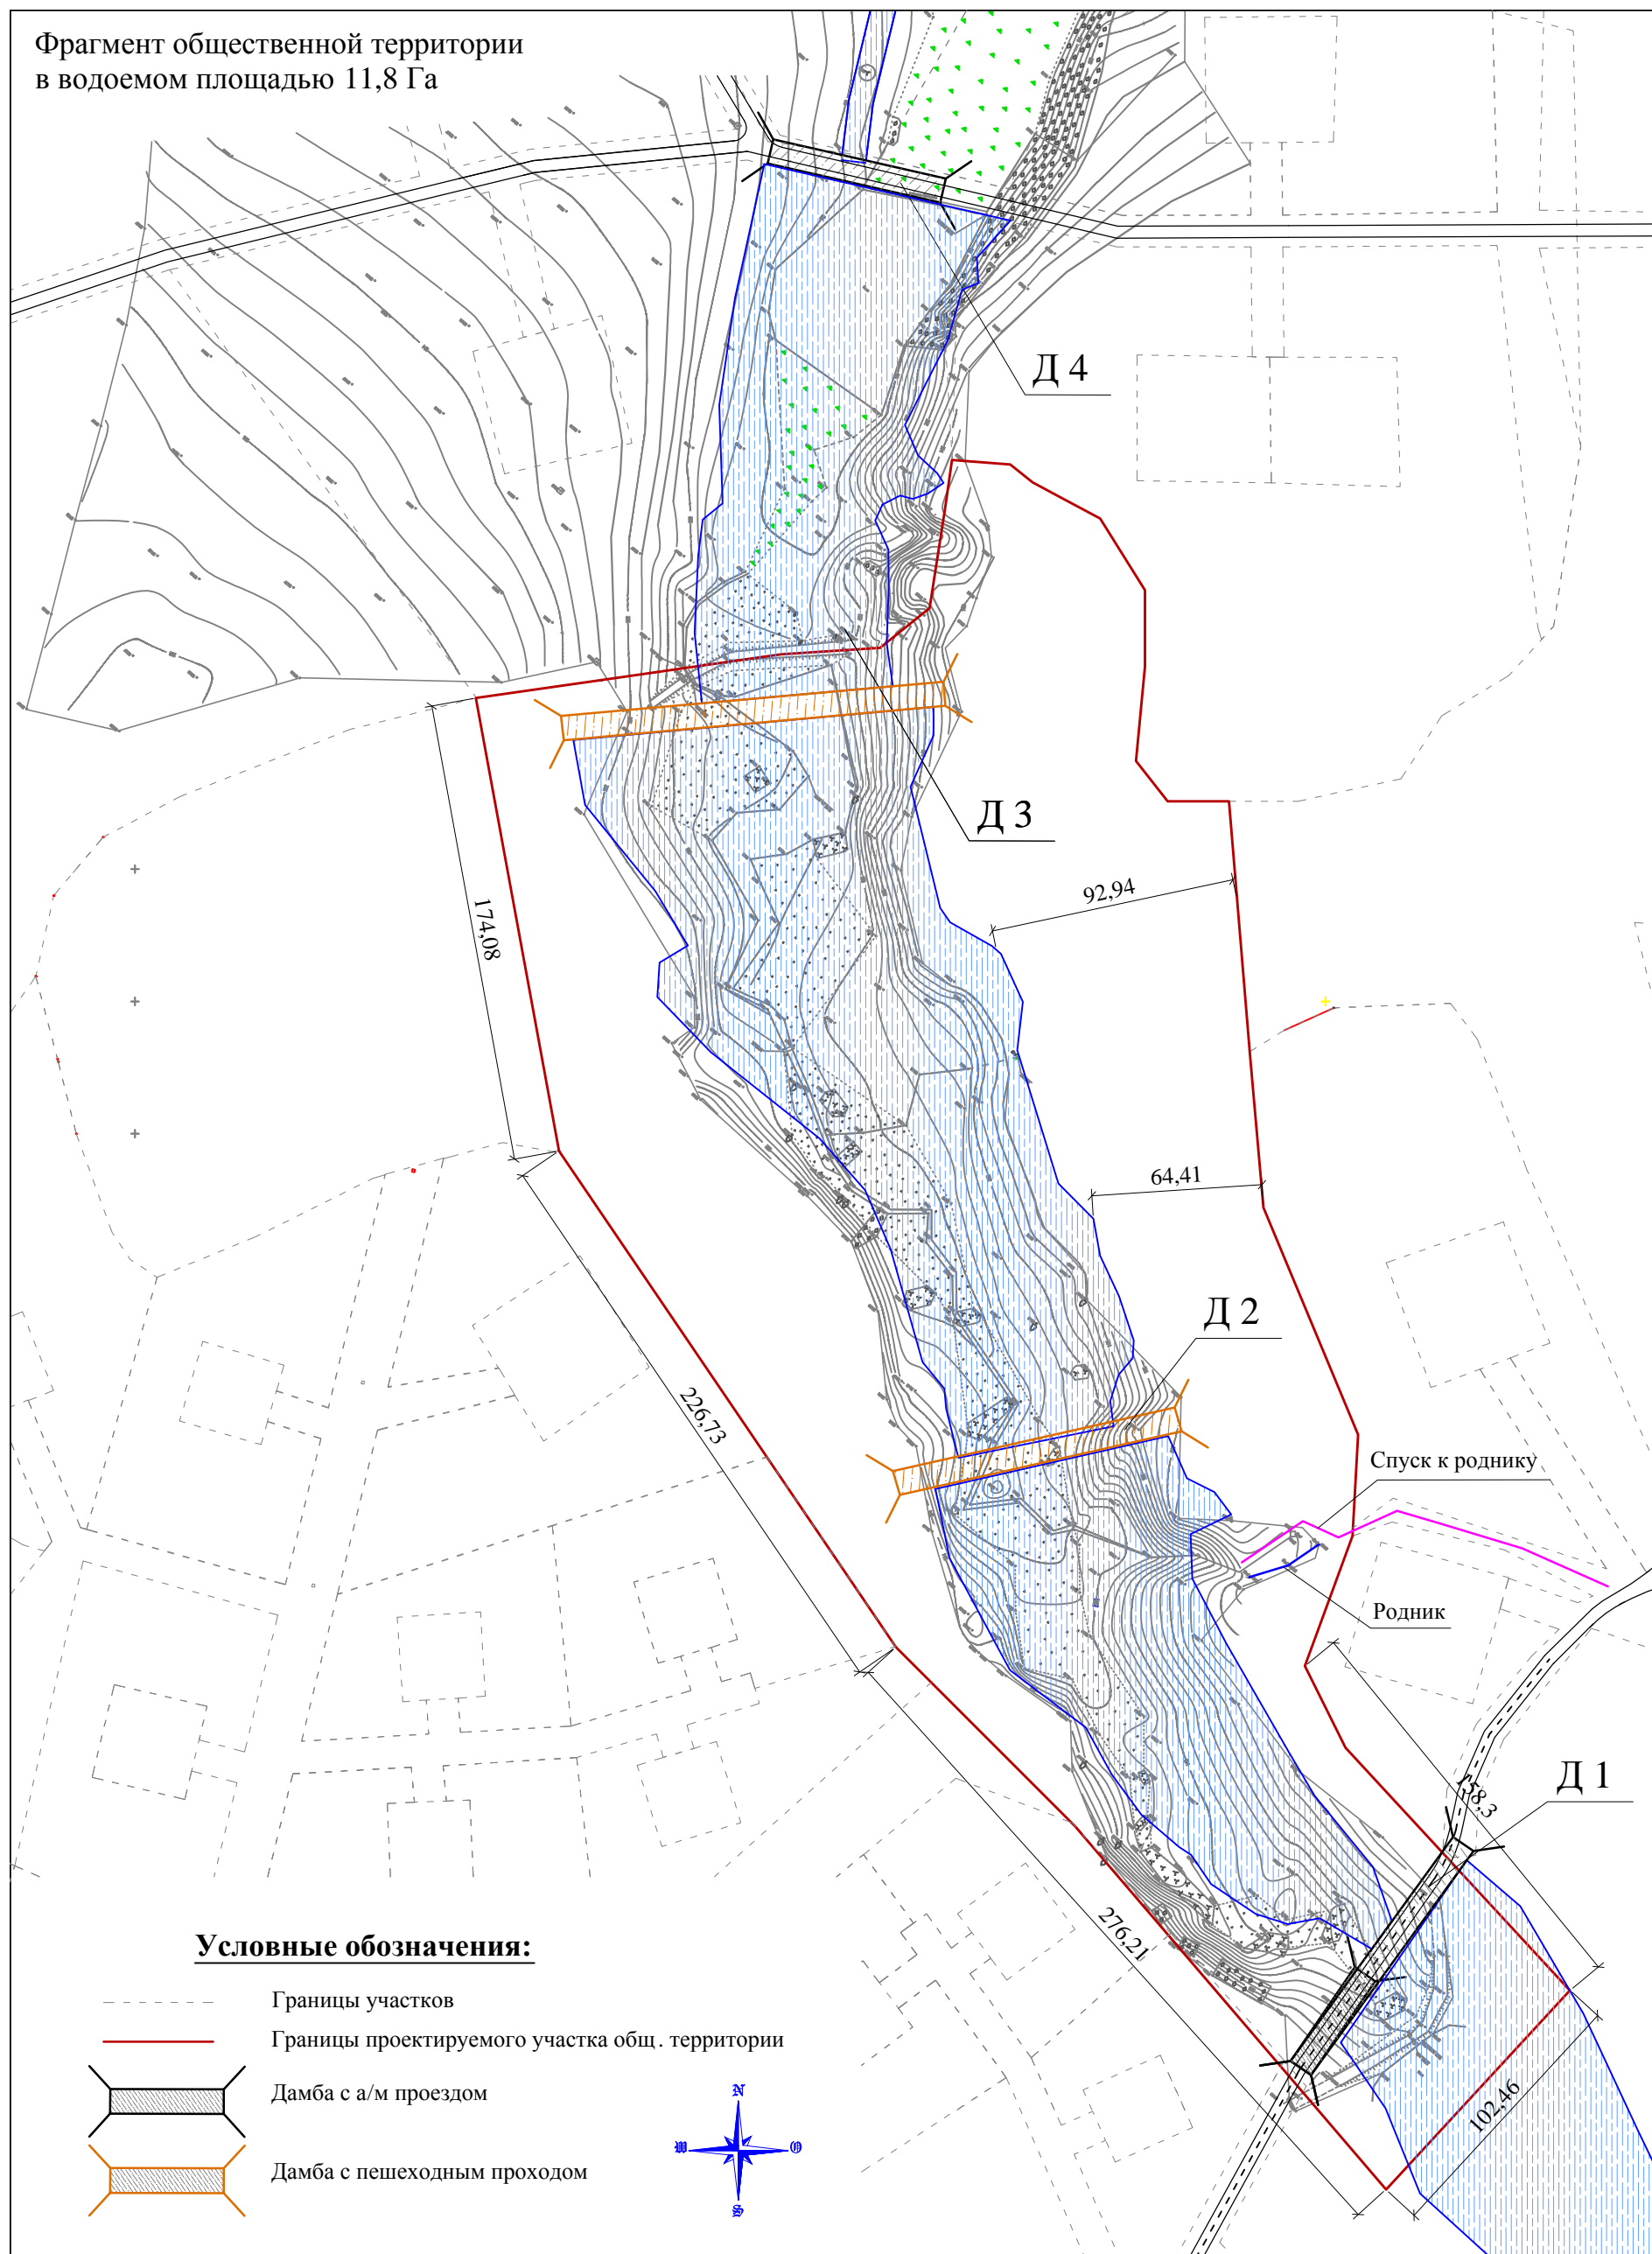 Фрагмент общественной территории
в водоемом площадью 11,8 Га
Д 4
Д 3
92,94
174,08
64,41
Д 2
226,73
Спуск к роднику
Родник
Д 1
158,3
276,21
102,46
Условные обозначения:
Границы участков
Границы проектируемого участка общ. территории
Дамба с а/м проездом
Дамба с пешеходным проходом
N
W
O
S